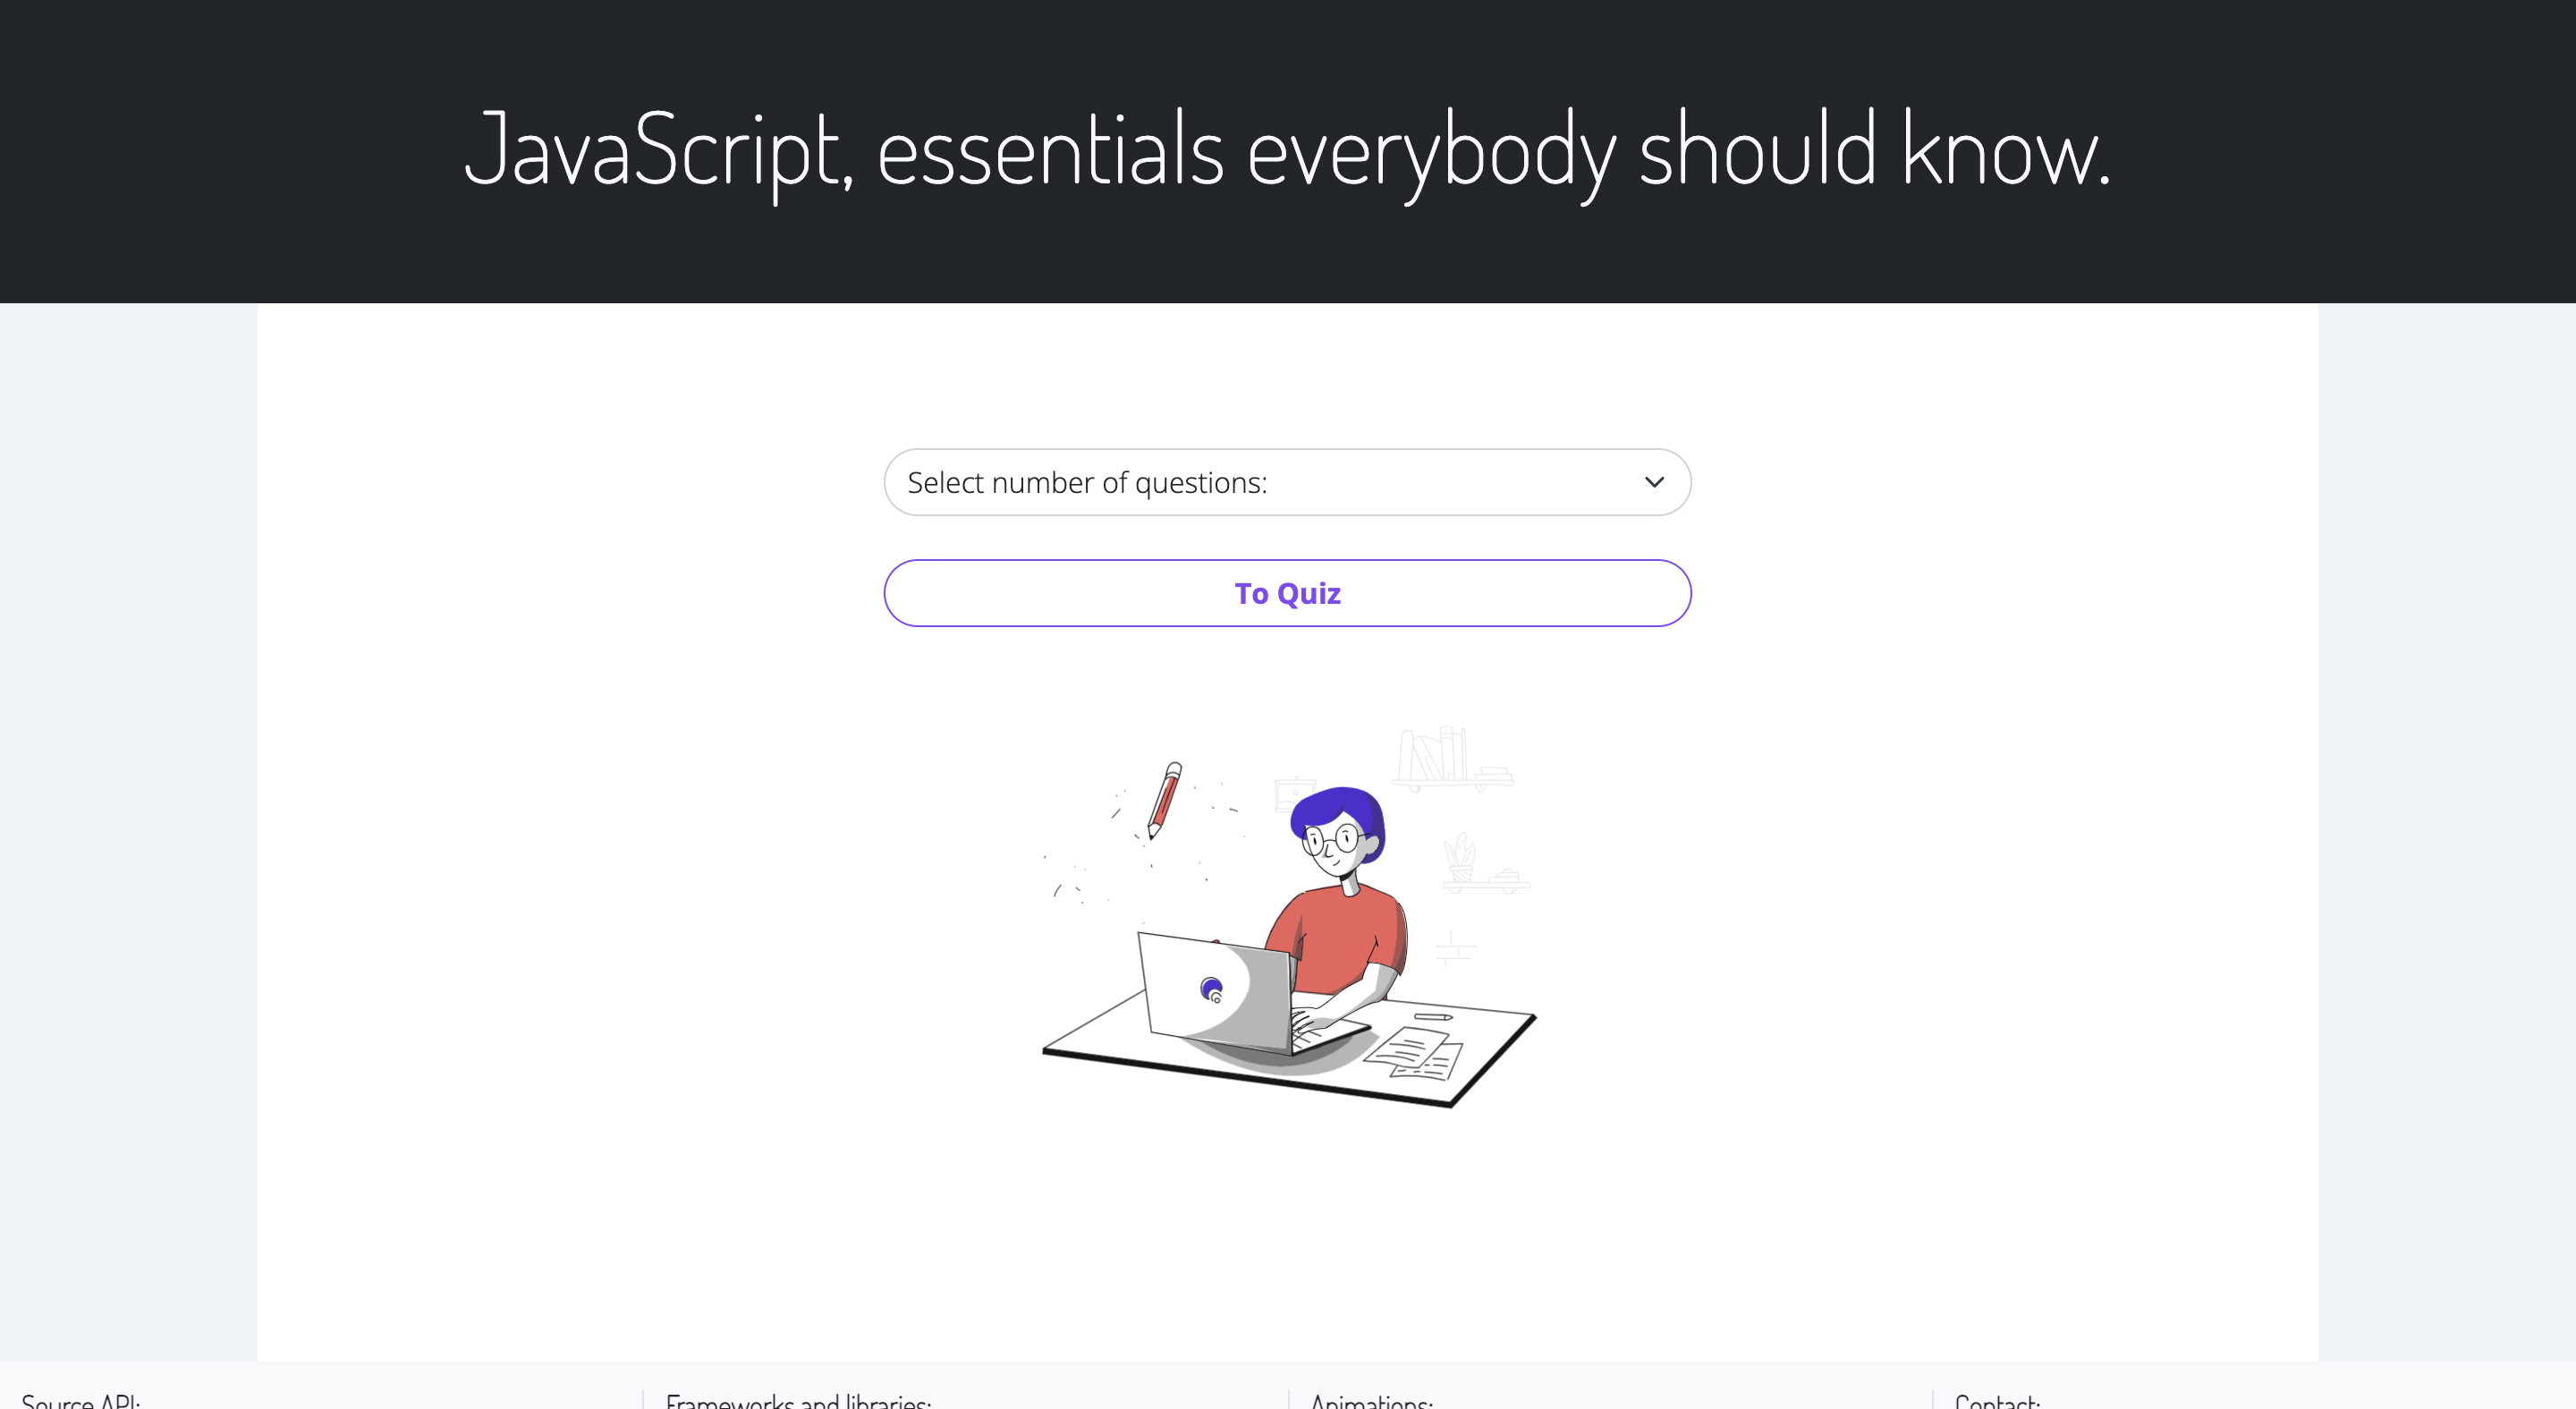 JavaScript, essentials everybody should know.
Select number of questions:
To Quiz
Source API:
Frameworks and libraries:
Animations:
Contact: